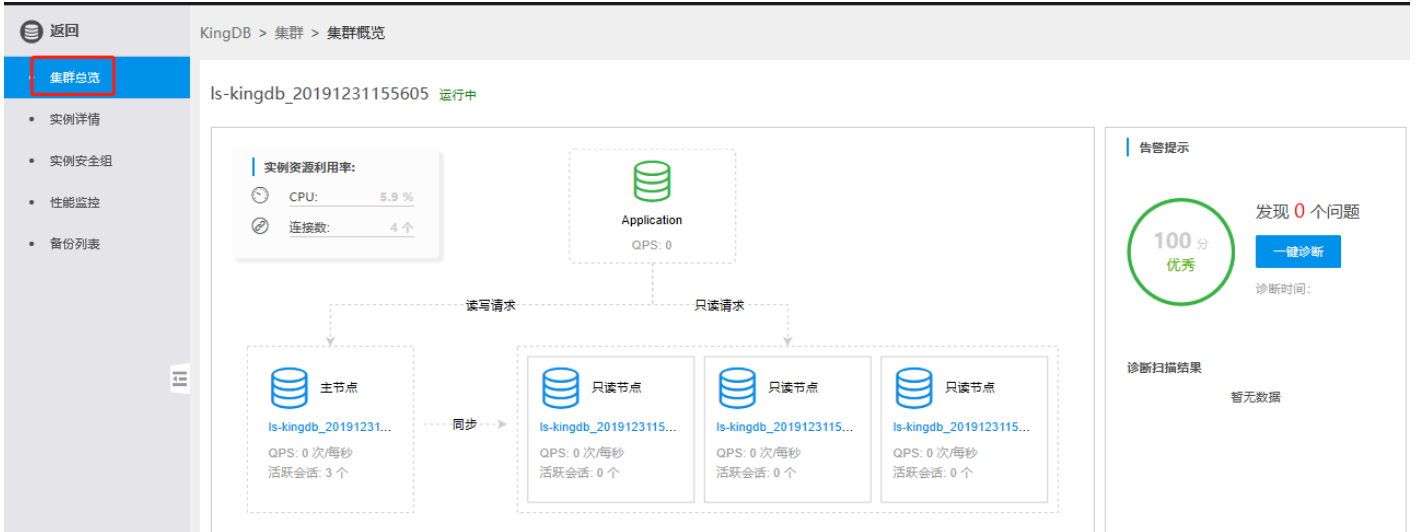 返回
KingDB > 集群 > 集群概览
集群总览
实例详情
实例安全组
性能监控
备份列表
ls-kingdb_20191231155605 运行中
实例资源利用率:
CPU: 5.9 %
连接数: 4 个
Application
QPS: 0
读写请求
只读请求
主节点
ls-kingdb_20191231...
QPS: 0 次/每秒
活跃会话: 3 个
同步
只读节点
ls-kingdb_2019123115...
QPS: 0 次/每秒
活跃会话: 0 个
只读节点
ls-kingdb_2019123115...
QPS: 0 次/每秒
活跃会话: 0 个
只读节点
ls-kingdb_2019123115...
QPS: 0 次/每秒
活跃会话: 0 个
告警提示
100 分
优秀
发现 0 个问题
一键诊断
诊断时间:
诊断扫描结果
暂无数据